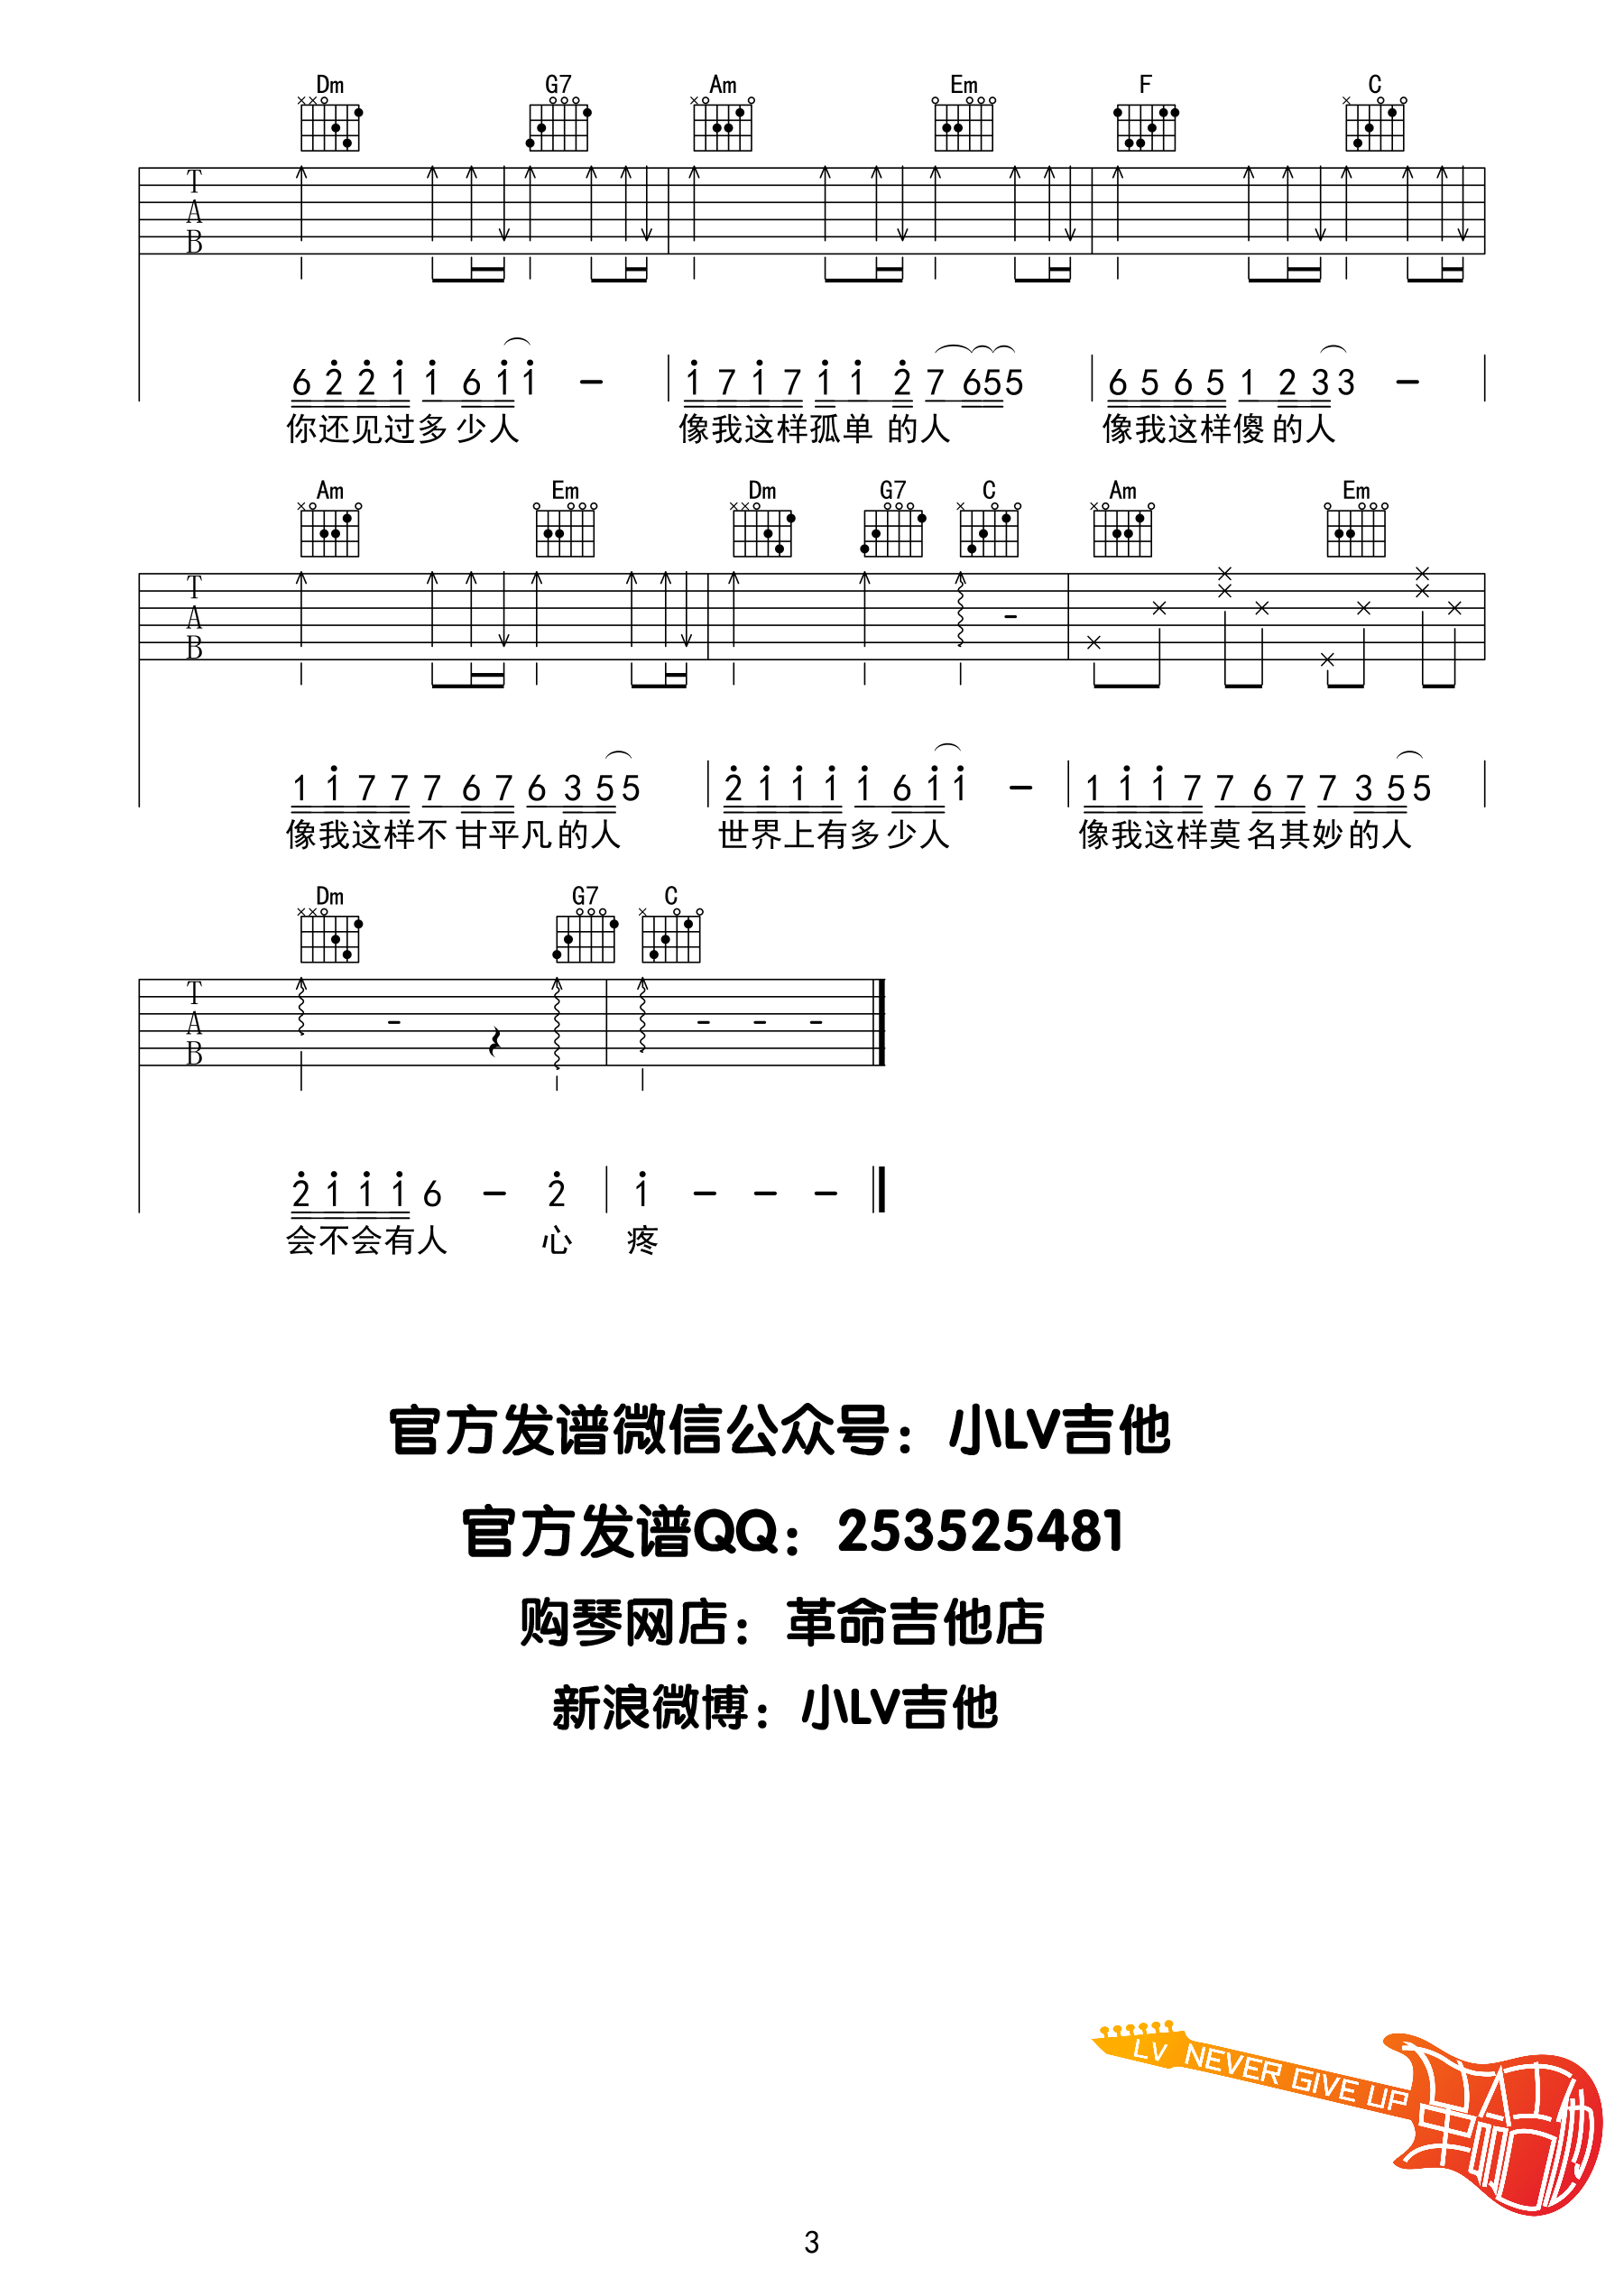 Dm G7 Am Em F C
T
A
B
6 2 2 1 1 6 1 1 – 1 7 1 7 1 1 2 7 6 5 5 6 5 6 5 1 2 3 3 –
你还见过多少人 像我这样孤单的人 像我这样傻的人
Am Em Dm G7 C Am Em
T
A
B
1 1 7 7 7 6 7 6 3 5 5 2 1 1 1 1 6 1 1 – 1 1 1 7 7 6 7 7 3 5 5
像我这样不甘平凡的人 世界上有多少人 像我这样莫名其妙的人
Dm G7 C
T
A
B
2 1 1 1 6 – 2 1 – – –
会不会有人 心 疼
官方发谱微信公众号：小LV吉他
官方发谱QQ：253525481
购琴网店：革命吉他店
新浪微博：小LV吉他
LV NEVER GIVE UP
3